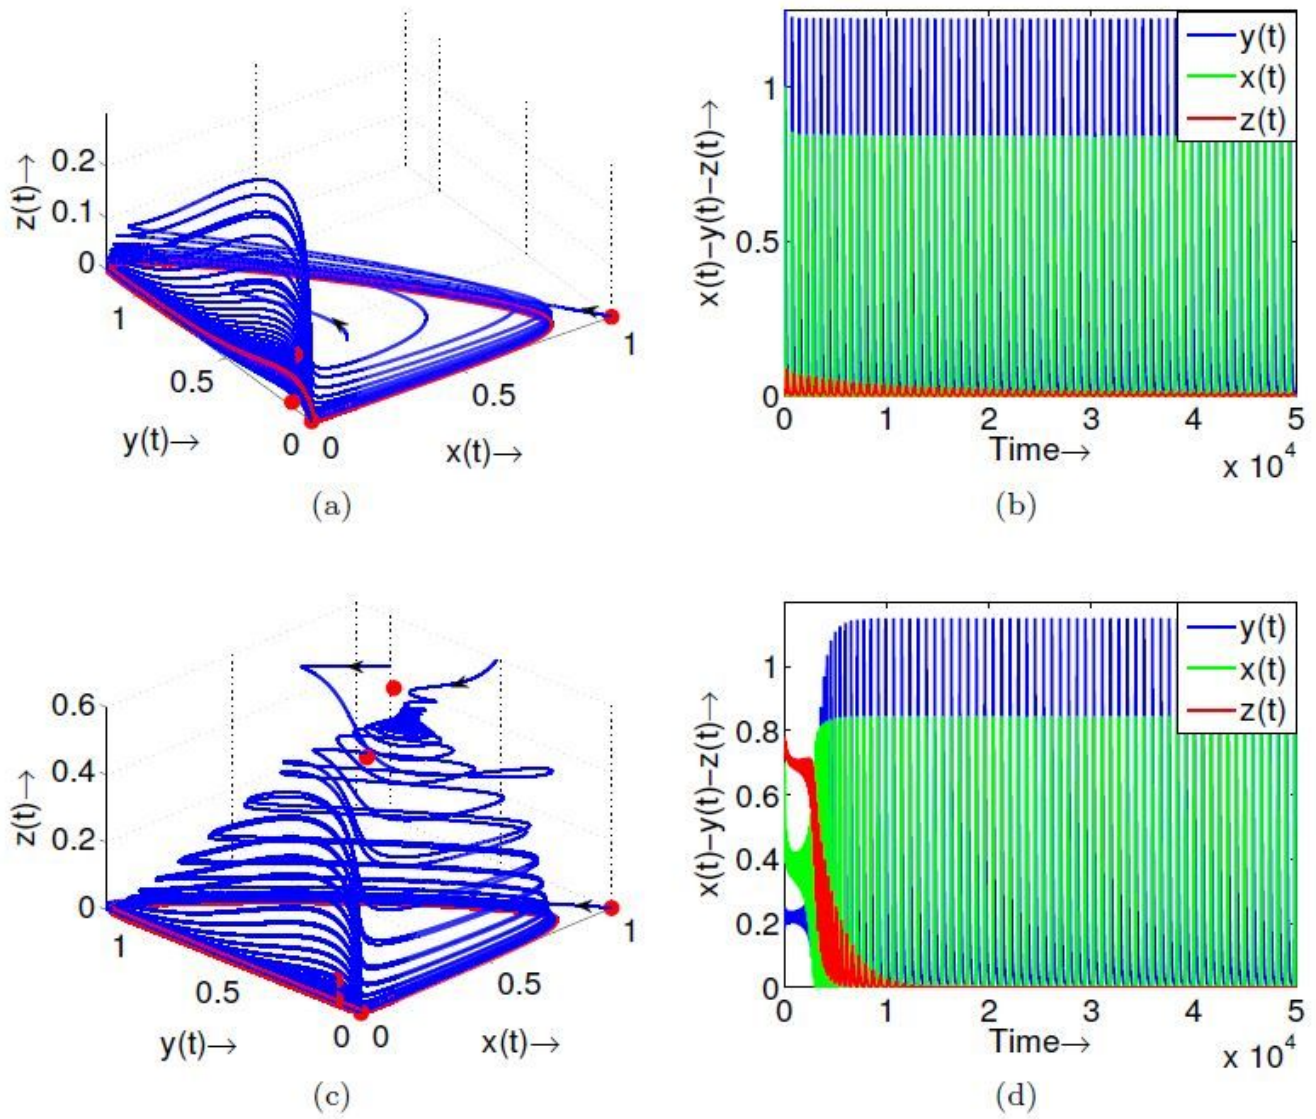 z(t)→
0.2
0.1
0
1
0.5
y(t)→
0
0
x(t)→
0.5
1
(a)
x(t)−y(t)−z(t)→
1
0.5
0
0
1
2
3
4
5
Time→
x 10^4
y(t)
x(t)
z(t)
(b)
z(t)→
0.6
0.4
0.2
0
1
0.5
y(t)→
0
0
x(t)→
0.5
1
(c)
x(t)−y(t)−z(t)→
1
0.8
0.6
0.4
0.2
0
0
1
2
3
4
5
Time→
x 10^4
y(t)
x(t)
z(t)
(d)